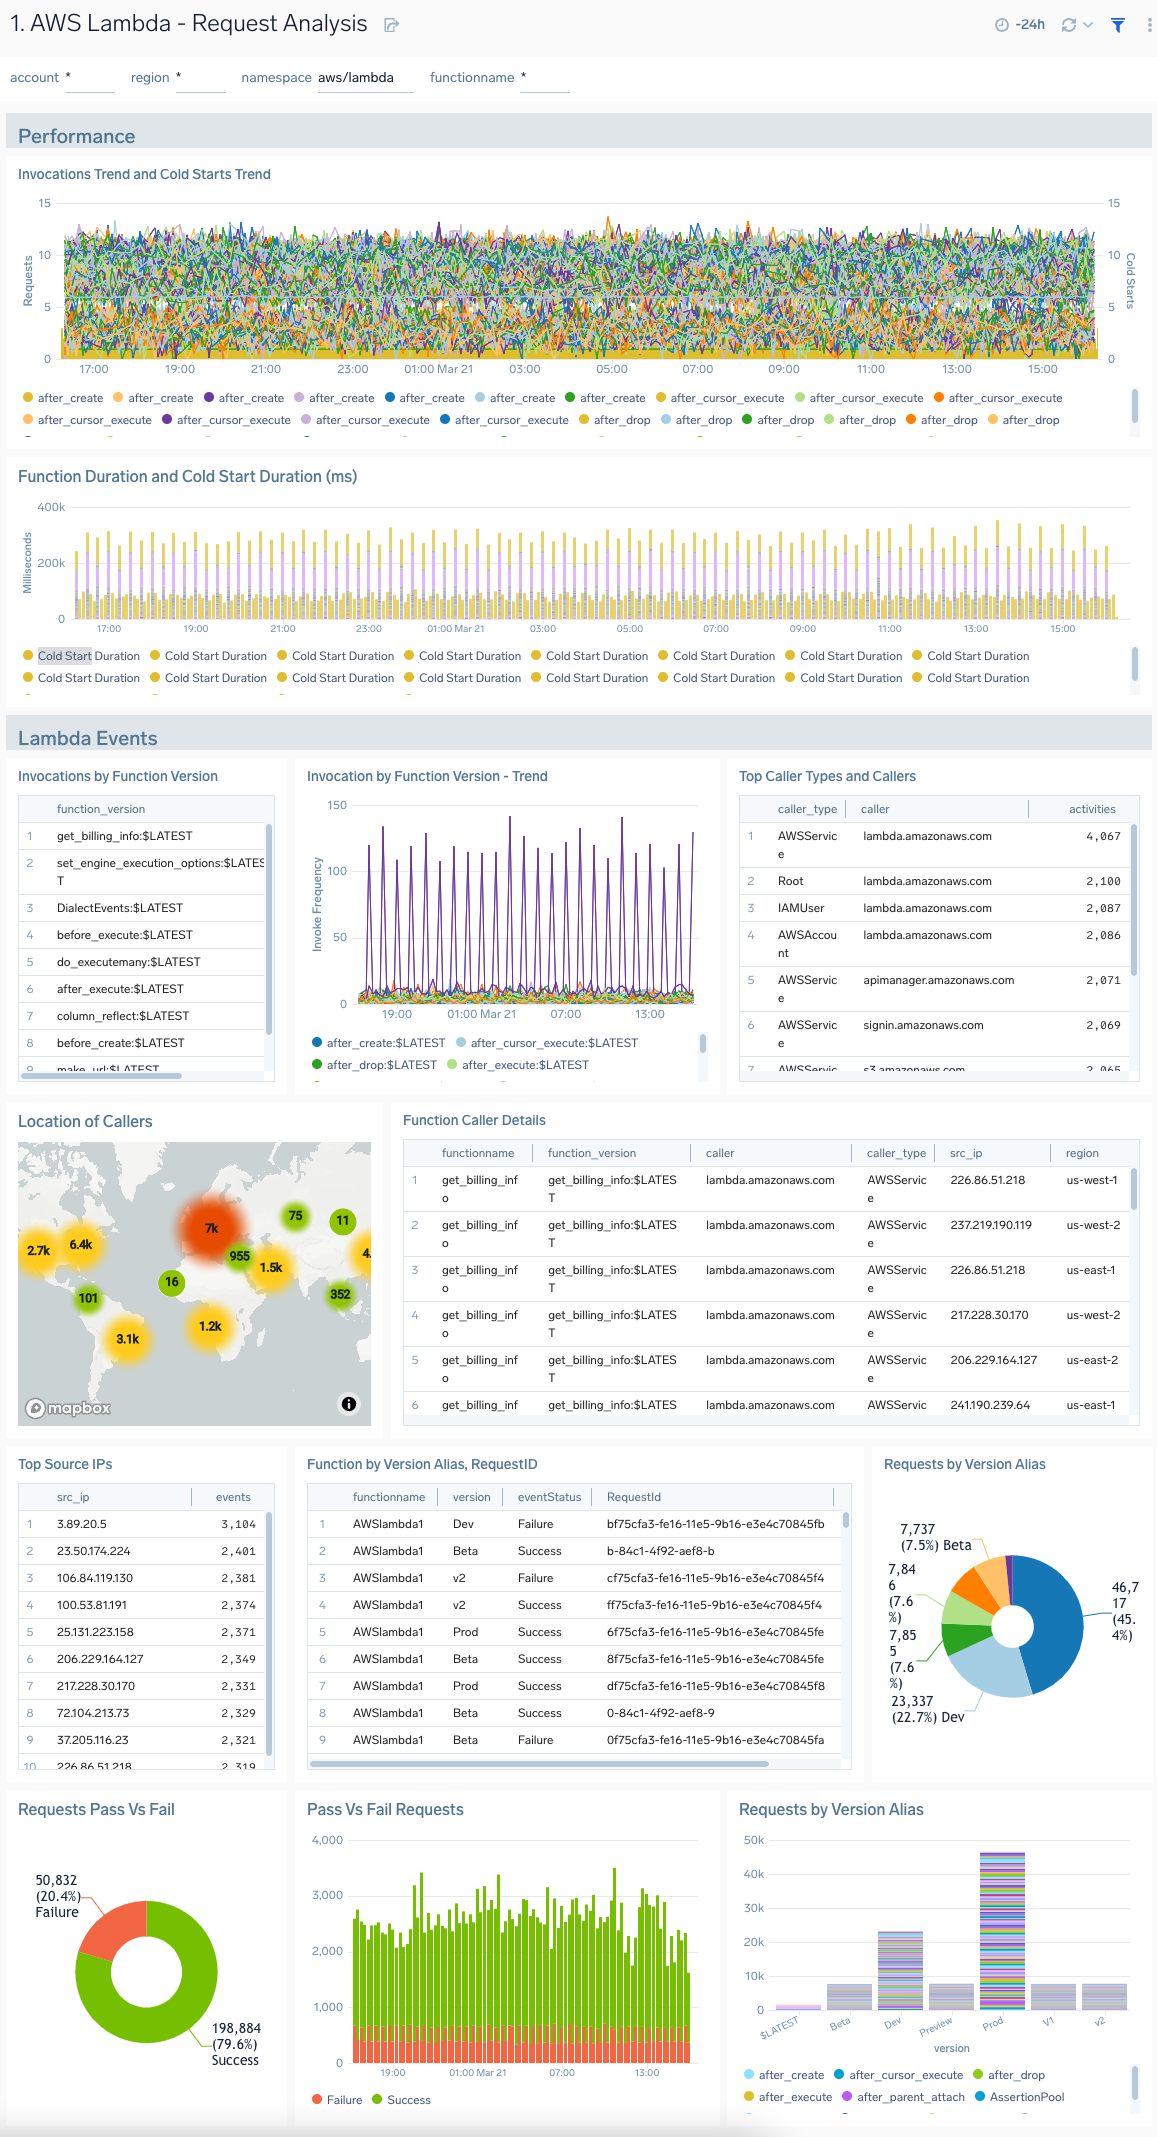 1. AWS Lambda - Request Analysis
-24h
account * region * namespace aws/lambda functionname *
Performance
Invocations Trend and Cold Starts Trend
15 15
10 10
5 5
0 0
Requests
Cold Starts
17:00 19:00 21:00 23:00 01:00 Mar 21 03:00 05:00 07:00 09:00 11:00 13:00 15:00
after_create after_create after_create after_create after_create after_create after_create after_cursor_execute after_cursor_execute after_cursor_execute
after_cursor_execute after_cursor_execute after_cursor_execute after_cursor_execute after_drop after_drop after_drop after_drop after_drop after_drop
Function Duration and Cold Start Duration (ms)
400k
200k
0
Milliseconds
17:00 19:00 21:00 23:00 01:00 Mar 21 03:00 05:00 07:00 09:00 11:00 13:00 15:00
Cold Start Duration Cold Start Duration Cold Start Duration Cold Start Duration Cold Start Duration Cold Start Duration Cold Start Duration Cold Start Duration
Cold Start Duration Cold Start Duration Cold Start Duration Cold Start Duration Cold Start Duration Cold Start Duration Cold Start Duration Cold Start Duration
Lambda Events
Invocations by Function Version
function_version
1 get_billing_info:$LATEST
2 set_engine_execution_options:$LATES
T
3 DialectEvents:$LATEST
4 before_execute:$LATEST
5 do_executemany:$LATEST
6 after_execute:$LATEST
7 column_reflect:$LATEST
8 before_create:$LATEST
9 make_url:$LATEST
Invocation by Function Version - Trend
150
100
50
0
Invoke Frequency
19:00 01:00 Mar 21 07:00 13:00
after_create:$LATEST after_cursor_execute:$LATEST
after_drop:$LATEST after_execute:$LATEST
Top Caller Types and Callers
caller_type caller activities
1 AWSServic lambda.amazonaws.com 4,067
e
2 Root lambda.amazonaws.com 2,100
3 IAMUser lambda.amazonaws.com 2,087
4 AWSAccou lambda.amazonaws.com 2,086
nt
5 AWSServic apimanager.amazonaws.com 2,071
e
6 AWSServic signin.amazonaws.com 2,069
e
7 AWSServic s3.amazonaws.com 2,065
Location of Callers
7k
75
11
2.7k
6.4k
955
1.5k
4.
16
101
352
3.1k
1.2k
mapbox
Function Caller Details
functionname function_version caller caller_type src_ip region
1 get_billing_inf get_billing_info:$LATES lambda.amazonaws.com AWSServic 226.86.51.218 us-west-1
o T e
2 get_billing_inf get_billing_info:$LATES lambda.amazonaws.com AWSServic 237.219.190.119 us-west-2
o T e
3 get_billing_inf get_billing_info:$LATES lambda.amazonaws.com AWSServic 226.86.51.218 us-east-1
o T e
4 get_billing_inf get_billing_info:$LATES lambda.amazonaws.com AWSServic 217.228.30.170 us-west-2
o T e
5 get_billing_inf get_billing_info:$LATES lambda.amazonaws.com AWSServic 206.229.164.127 us-east-2
o T e
6 get_billing_inf get_billing_info:$LATES lambda.amazonaws.com AWSServic 241.190.239.64 us-east-1
Top Source IPs
src_ip events
1 3.89.20.5 3,104
2 23.50.174.224 2,401
3 106.84.119.130 2,381
4 100.53.81.191 2,374
5 25.131.223.158 2,371
6 206.229.164.127 2,349
7 217.228.30.170 2,331
8 72.104.213.73 2,329
9 37.205.116.23 2,321
10 226.86.51.218 2,319
Function by Version Alias, RequestID
functionname version eventStatus RequestId
1 AWSlambda1 Dev Failure bf75cfa3-fe16-11e5-9b16-e3e4c70845fb
2 AWSlambda1 Beta Success b-84c1-4f92-aef8-b
3 AWSlambda1 v2 Failure cf75cfa3-fe16-11e5-9b16-e3e4c70845f4
4 AWSlambda1 v2 Success ff75cfa3-fe16-11e5-9b16-e3e4c70845f4
5 AWSlambda1 Prod Success 6f75cfa3-fe16-11e5-9b16-e3e4c70845fe
6 AWSlambda1 Beta Success 8f75cfa3-fe16-11e5-9b16-e3e4c70845fe
7 AWSlambda1 Prod Success df75cfa3-fe16-11e5-9b16-e3e4c70845f8
8 AWSlambda1 Beta Success 0-84c1-4f92-aef8-9
9 AWSlambda1 Beta Failure 0f75cfa3-fe16-11e5-9b16-e3e4c70845fa
Requests by Version Alias
7,737
(7.5%) Beta
7,84
6
(7.6
%)
7,85
5
(7.6
%)
23,337
(22.7%) Dev
46,7
17
(45.
4%)
Requests Pass Vs Fail
50,832
(20.4%)
Failure
198,884
(79.6%)
Success
Pass Vs Fail Requests
4,000
3,000
2,000
1,000
0
19:00 01:00 Mar 21 07:00 13:00
Failure Success
Requests by Version Alias
50k
40k
30k
20k
10k
0
$LATEST Beta Dev Preview Prod V1 v2
version
after_create after_cursor_execute after_drop
after_execute after_parent_attach AssertionPool